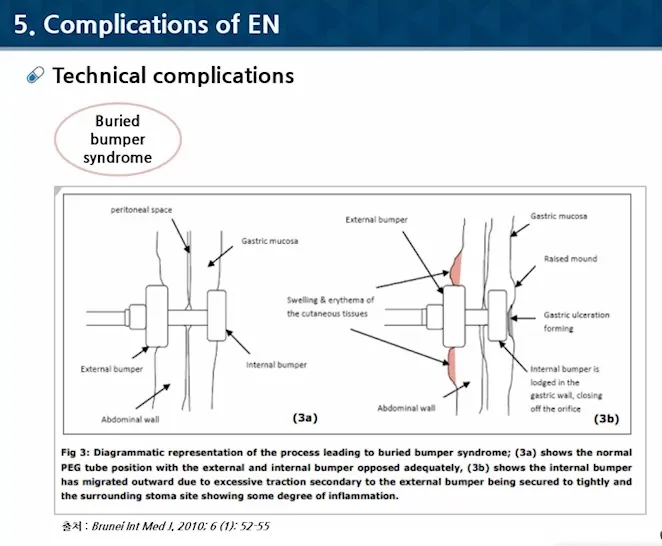 5. Complications of EN
Technical complications
Buried
bumper
syndrome
peritoneal space
Gastric mucosa
External bumper
Internal bumper
Abdominal wall
(3a)
External bumper
Swelling & erythema of
the cutaneous tissues
Abdominal wall
Gastric mucosa
Raised mound
Gastric ulceration
forming
Internal bumper is
lodged in the
gastric wall, closing
off the orifice
(3b)
Fig 3: Diagrammatic representation of the process leading to buried bumper syndrome; (3a) shows the normal
PEG tube position with the external and internal bumper opposed adequately, (3b) shows the internal bumper
has migrated outward due to excessive traction secondary to the external bumper being secured to tightly and
the surrounding stoma site showing some degree of inflammation.
출처 : Brunei Int Med J, 2010; 6 (1): 52-55